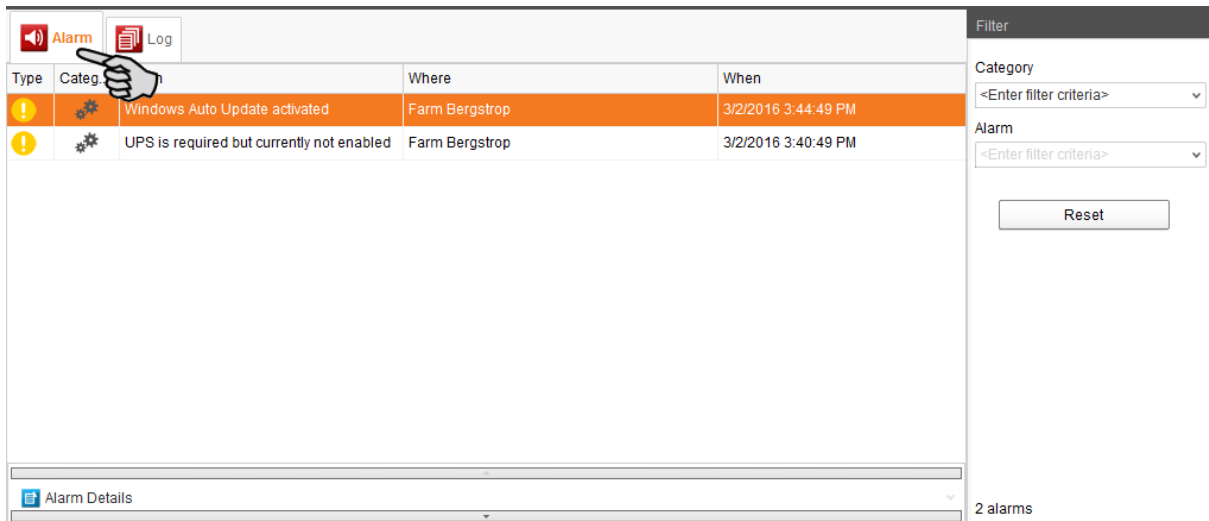 Alarm Log
Type Categ...
Where When
Windows Auto Update activated Farm Bergstrop 3/2/2016 3:44:49 PM
UPS is required but currently not enabled Farm Bergstrop 3/2/2016 3:40:49 PM
Alarm Details
Filter
Category
<Enter filter criteria>
Alarm
<Enter filter criteria>
Reset
2 alarms